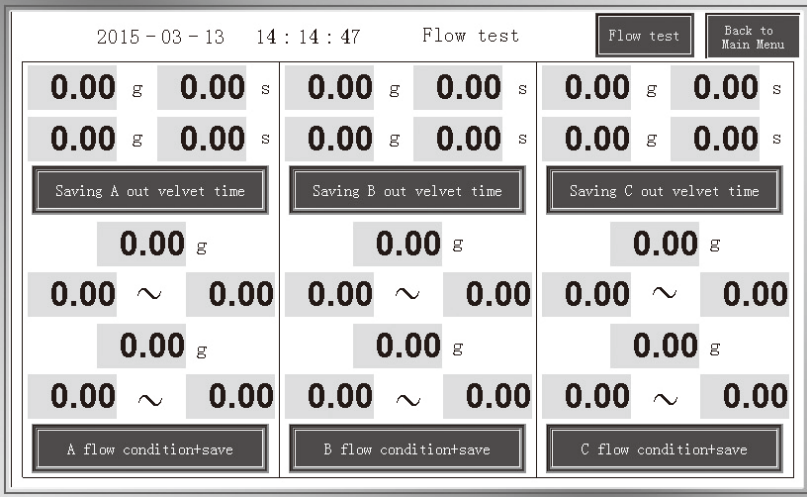 2015-03-13 14:14:47 Flow test Flow test Back to
Main Menu
0.00 g 0.00 s 0.00 g 0.00 s 0.00 g 0.00 s
0.00 g 0.00 s 0.00 g 0.00 s 0.00 g 0.00 s
Saving A out velvet time Saving B out velvet time Saving C out velvet time
0.00 g 0.00 g 0.00 g
0.00 ~ 0.00 0.00 ~ 0.00 0.00 ~ 0.00
0.00 g 0.00 g 0.00 g
0.00 ~ 0.00 0.00 ~ 0.00 0.00 ~ 0.00
A flow condition+save B flow condition+save C flow condition+save